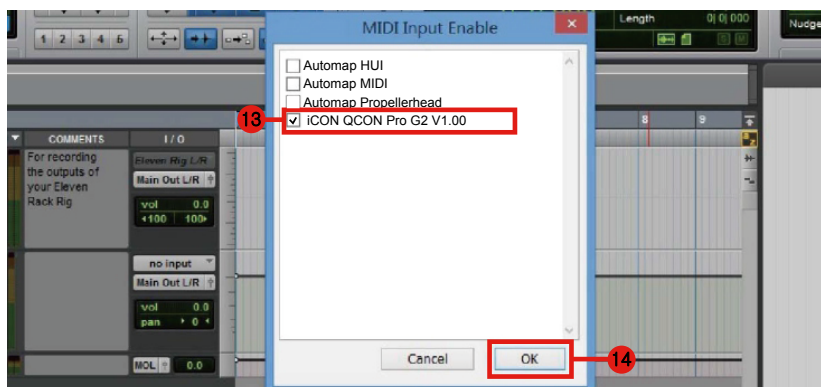 MIDI Input Enable
Length 0| 0| 000
Nudge
1 2 3 4 5
Automap HUI
Automap MIDI
Automap Propellerhead
13
iCON QCON Pro G2 V1.00
8 9
COMMENTS I / O
For recording
the outputs of
your Eleven
Rack Rig
Eleven Rig L/R
Main Out L/R
vol 0.0
100 100
no input
Main Out L/R
vol 0.0
pan 0
MOL 0.0
Cancel OK
14